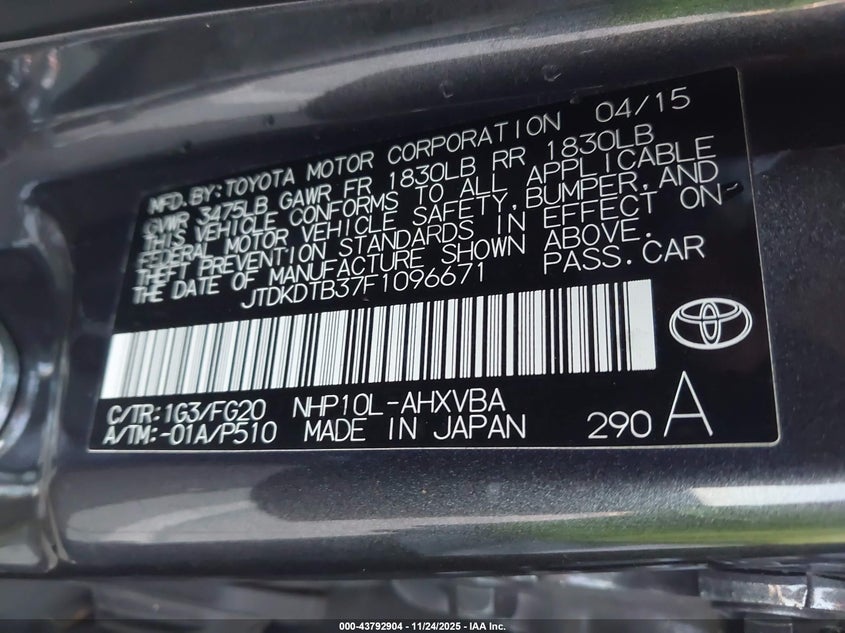 MFD. BY: TOYOTA MOTOR CORPORATION 04/15
GVWR 3475LB GAWR FR 1830LB RR 1830LB
THIS VEHICLE CONFORMS TO ALL APPLICABLE
FEDERAL MOTOR VEHICLE SAFETY, BUMPER, AND
THEFT PREVENTION STANDARDS IN EFFECT ON
THE DATE OF MANUFACTURE SHOWN ABOVE.
JTDKDTB37F1096671 PASS. CAR
C/TR: 1G3/FG20 NHP10L-AHXVBA
A/TM: -01A/P510 MADE IN JAPAN 290 A
000-43792904 - 11/24/2025 - IAA Inc.